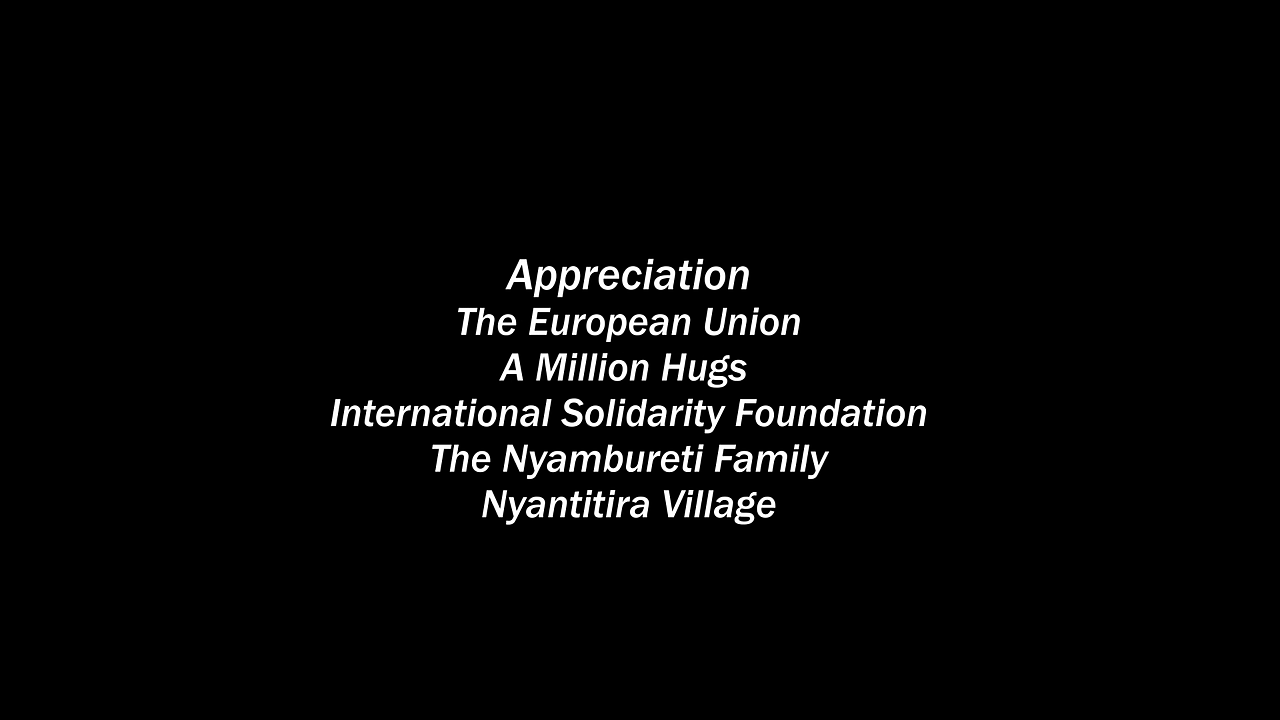 Appreciation
The European Union
A Million Hugs
International Solidarity Foundation
The Nyambureti Family
Nyantitira Village